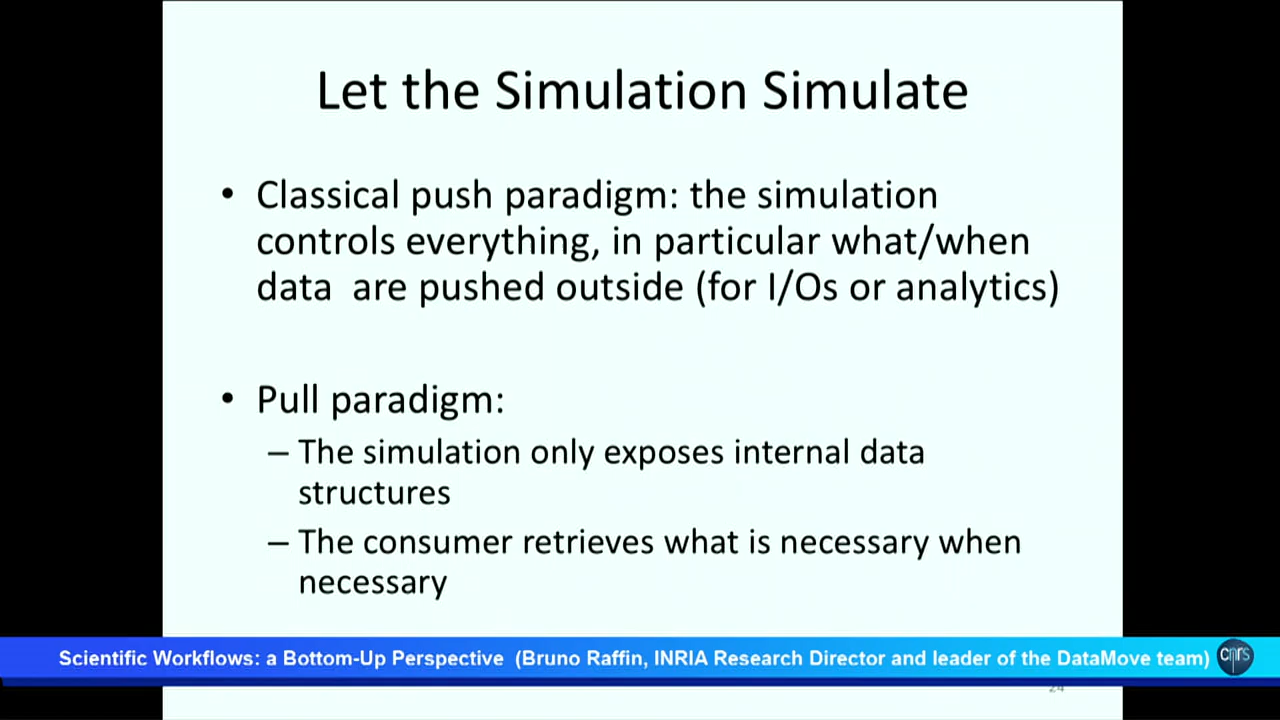 Let the Simulation Simulate
• Classical push paradigm: the simulation
controls everything, in particular what/when
data are pushed outside (for I/Os or analytics)
• Pull paradigm:
– The simulation only exposes internal data
structures
– The consumer retrieves what is necessary when
necessary
Scientific Workflows: a Bottom-Up Perspective (Bruno Raffin, INRIA Research Director and leader of the DataMove team)
cnrs
24